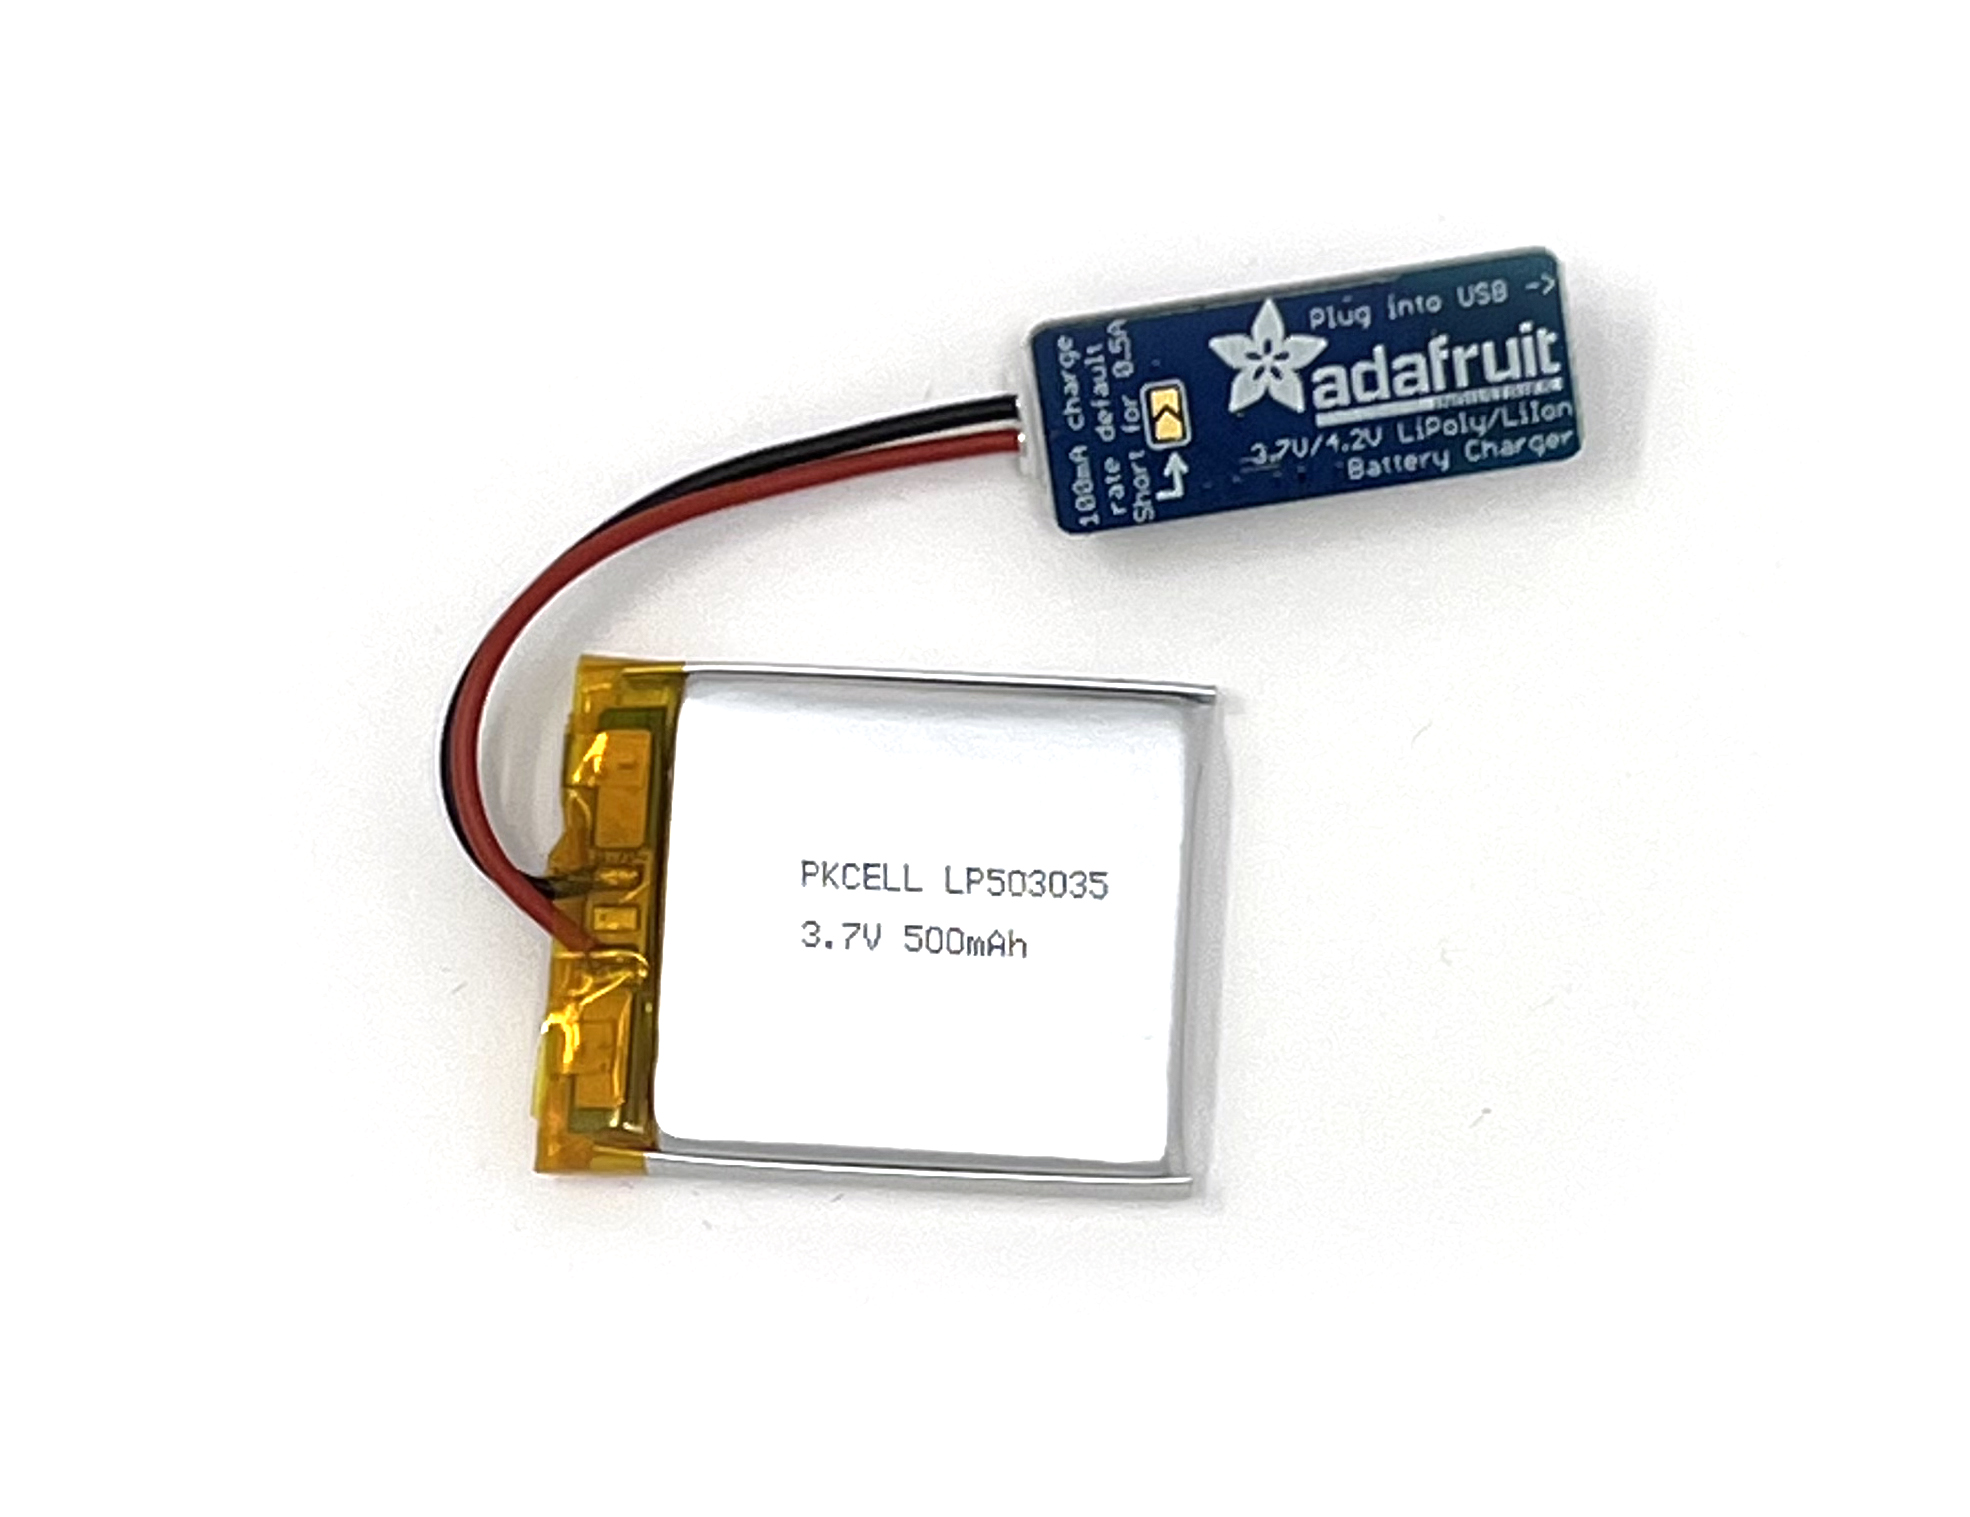 Plug into USB ->
adafruit
3.7V/4.2V LiPoly/LiIon
Battery Charger
100mA charge
rate default
Short for 0.5A
PKCELL LP503035
3.7V 500mAh